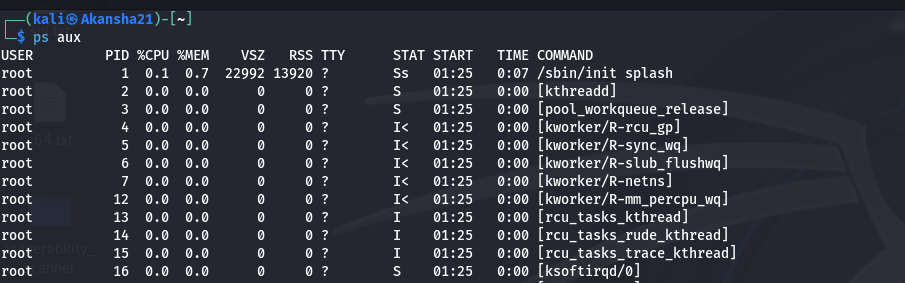 (kali㉿Akansha21)-[~]
$ ps aux
USER PID %CPU %MEM VSZ RSS TTY STAT START TIME COMMAND
root 1 0.1 0.7 22992 13920 ? Ss 01:25 0:07 /sbin/init splash
root 2 0.0 0.0 0 0 ? S 01:25 0:00 [kthreadd]
root 3 0.0 0.0 0 0 ? S 01:25 0:00 [pool_workqueue_release]
root 4 0.0 0.0 0 0 ? I< 01:25 0:00 [kworker/R-rcu_gp]
root 5 0.0 0.0 0 0 ? I< 01:25 0:00 [kworker/R-sync_wq]
root 6 0.0 0.0 0 0 ? I< 01:25 0:00 [kworker/R-slub_flushwq]
root 7 0.0 0.0 0 0 ? I< 01:25 0:00 [kworker/R-netns]
root 12 0.0 0.0 0 0 ? I< 01:25 0:00 [kworker/R-mm_percpu_wq]
root 13 0.0 0.0 0 0 ? I 01:25 0:00 [rcu_tasks_kthread]
root 14 0.0 0.0 0 0 ? I 01:25 0:00 [rcu_tasks_rude_kthread]
root 15 0.0 0.0 0 0 ? I 01:25 0:00 [rcu_tasks_trace_kthread]
root 16 0.0 0.0 0 0 ? S 01:25 0:00 [ksoftirqd/0]